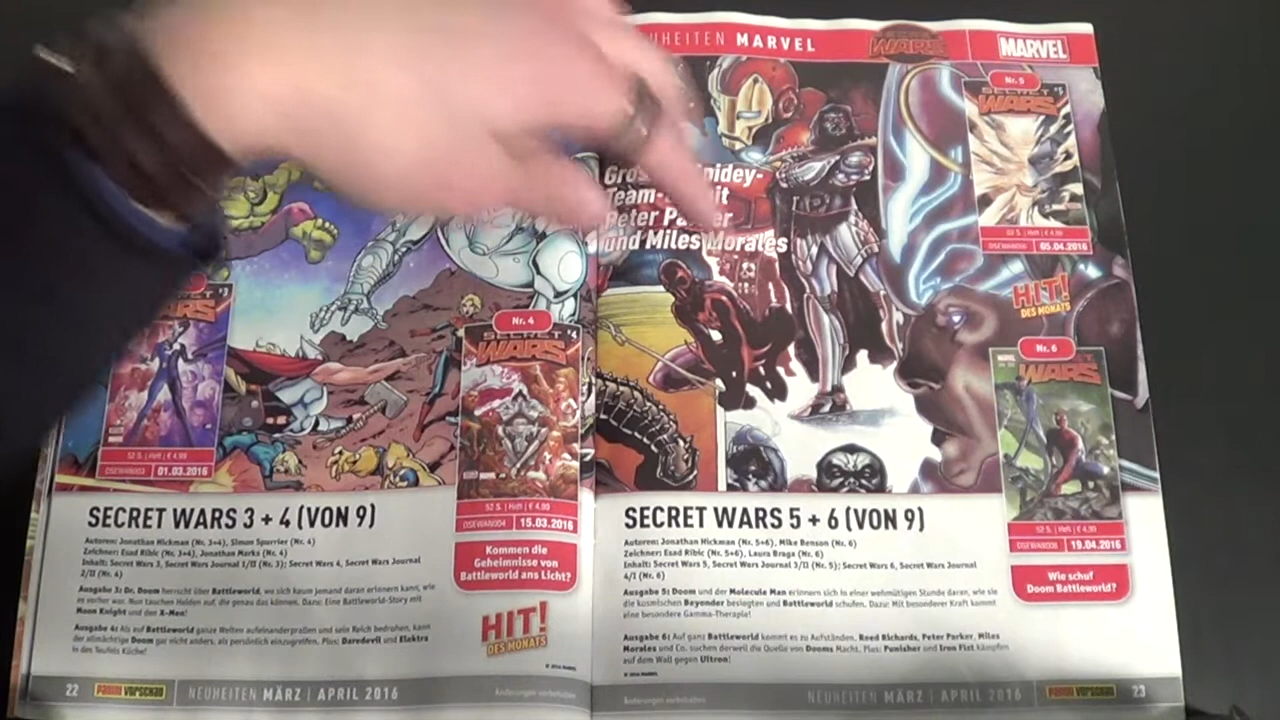 NEUHEITEN MARVEL
SECRET WARS
MARVEL
Nr. 5
WARS
52 S. | Heft | € 4,99
05.04.2016
Team- it
Peter Pa er
und Miles Morales
HIT!
DES MONATS
Nr. 6
WARS
52 S. | Heft | € 4,99
DSEWAR006 19.04.2016
Wie schuf
Doom Battleworld?
52 S. | Heft | € 4,99
DSEWAR003 01.03.2016
Nr. 4
SECRET
WARS
52 S. | Heft | € 4,99
DSEWAR004 15.03.2016
Kommen die
Geheimnisse von
Battleworld ans Licht?
HIT!
DES MONATS
SECRET WARS 3 + 4 (VON 9)
Autoren: Jonathan Hickman (Nr. 3+4), Simon Spurrier (Nr. 4)
Zeichner: Esad Ribic (Nr. 3+4), Jonathan Marks (Nr. 4)
Inhalt: Secret Wars 3, Secret Wars Journal 1/II (Nr. 3); Secret Wars 4, Secret Wars Journal
2/II (Nr. 4)
Ausgabe 3: Dr. Doom herrscht über Battleworld, wo sich kaum jemand daran erinnern kann, wie
es vorher war. Nun tauchen Helden auf, die genau das können. Dazu: Eine Battleworld-Story mit
Moon Knight und den X-Men!
Ausgabe 4: Als auf Battleworld ganze Welten aufeinanderprallen und sein Reich bedrohen, kann
der allmächtige Doom gar nicht anders, als persönlich einzugreifen. Plus: Daredevil und Elektra
in des Teufels Küche!
© 2016 MARVEL
22 PANINI VORSCHAU NEUHEITEN MÄRZ | APRIL 2016
Änderungen vorbehalten
SECRET WARS 5 + 6 (VON 9)
Autoren: Jonathan Hickman (Nr. 5+6), Mike Benson (Nr. 6)
Zeichner: Esad Ribic (Nr. 5+6), Laura Braga (Nr. 6)
Inhalt: Secret Wars 5, Secret Wars Journal 3/II (Nr. 5); Secret Wars 6, Secret Wars Journal
4/I (Nr. 6)
Ausgabe 5: Doom und der Molecule Man erinnern sich in einer wehmütigen Stunde daran, wie sie
die kosmischen Beyonder besiegten und Battleworld schufen. Dazu: Mit besonderer Kraft kommt
eine besondere Gamma-Therapie!
Ausgabe 6: Auf ganz Battleworld kommt es zu Aufständen. Reed Richards, Peter Parker, Miles
Morales und Co. suchen derweil die Quelle von Dooms Macht. Plus: Punisher und Iron Fist kämpfen
auf dem Wall gegen Ultron!
© 2016 MARVEL
Änderungen vorbehalten
NEUHEITEN MÄRZ | APRIL 2016 PANINI VORSCHAU 23